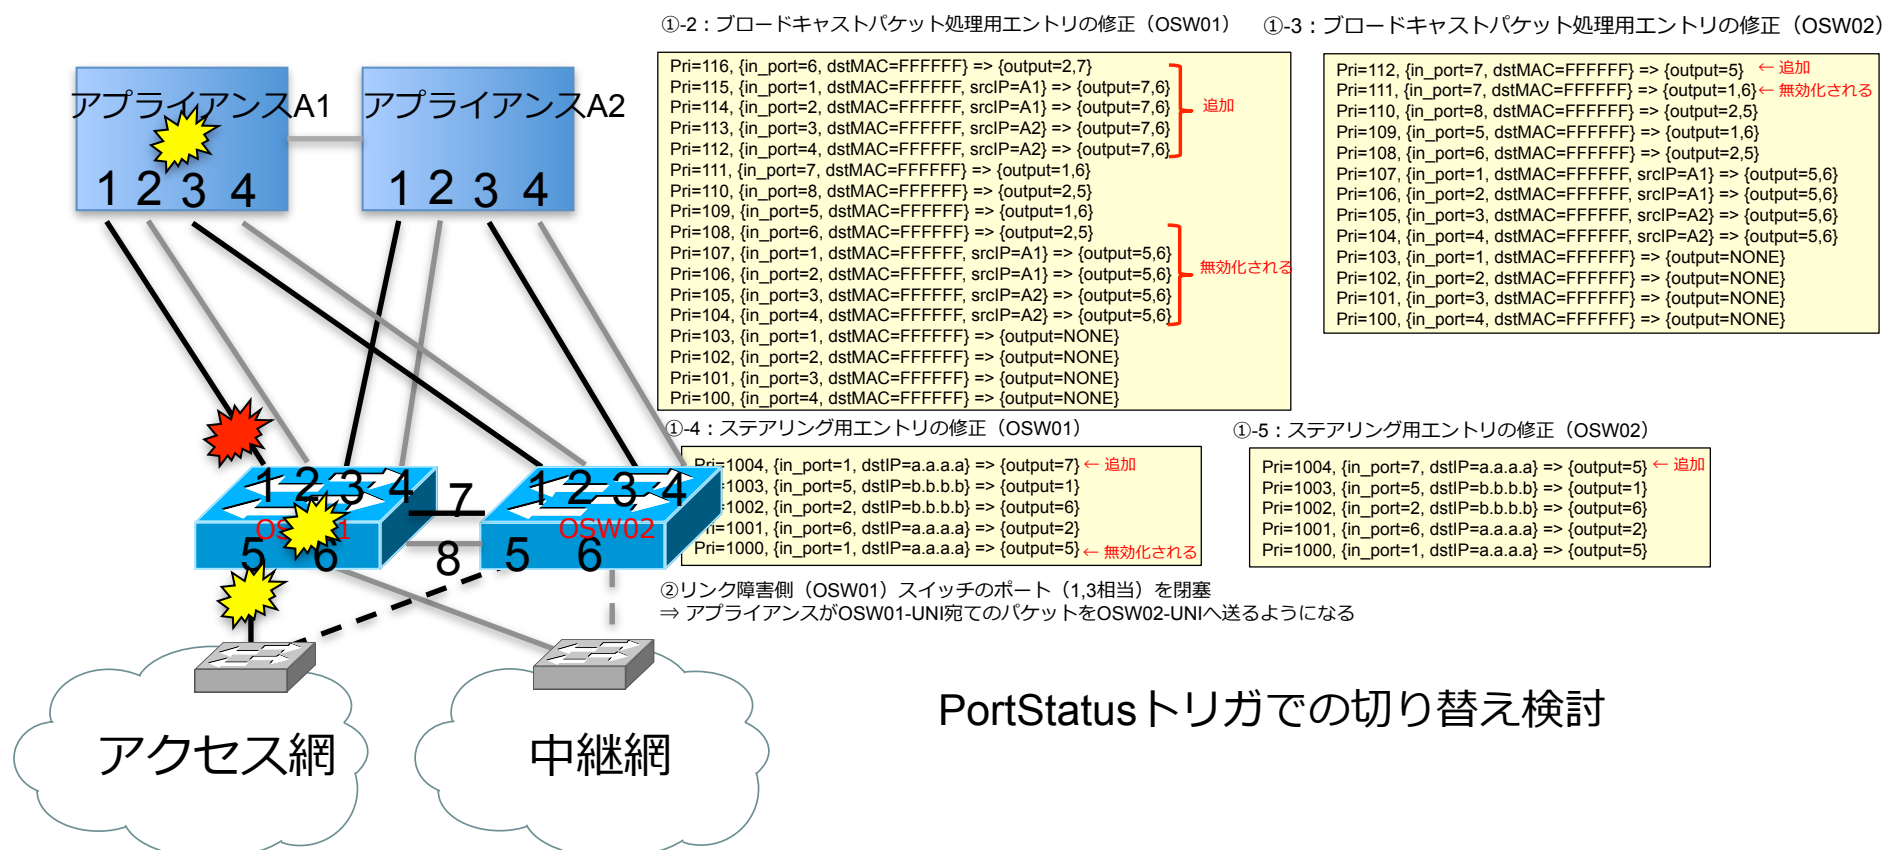 ①-2：ブロードキャストパケット処理用エントリの修正（OSW01）
①-3：ブロードキャストパケット処理用エントリの修正（OSW02）
Pri=116, {in_port=6, dstMAC=FFFFFF} => {output=2,7}
Pri=115, {in_port=1, dstMAC=FFFFFF, srcIP=A1} => {output=7,6}
Pri=114, {in_port=2, dstMAC=FFFFFF, srcIP=A1} => {output=7,6}
Pri=113, {in_port=3, dstMAC=FFFFFF, srcIP=A2} => {output=7,6}
Pri=112, {in_port=4, dstMAC=FFFFFF, srcIP=A2} => {output=7,6}
追加
Pri=111, {in_port=7, dstMAC=FFFFFF} => {output=1,6}
Pri=110, {in_port=8, dstMAC=FFFFFF} => {output=2,5}
Pri=109, {in_port=5, dstMAC=FFFFFF} => {output=1,6}
Pri=108, {in_port=6, dstMAC=FFFFFF} => {output=2,5}
Pri=107, {in_port=1, dstMAC=FFFFFF, srcIP=A1} => {output=5,6}
Pri=106, {in_port=2, dstMAC=FFFFFF, srcIP=A1} => {output=5,6}
Pri=105, {in_port=3, dstMAC=FFFFFF, srcIP=A2} => {output=5,6}
Pri=104, {in_port=4, dstMAC=FFFFFF, srcIP=A2} => {output=5,6}
無効化される
Pri=103, {in_port=1, dstMAC=FFFFFF} => {output=NONE}
Pri=102, {in_port=2, dstMAC=FFFFFF} => {output=NONE}
Pri=101, {in_port=3, dstMAC=FFFFFF} => {output=NONE}
Pri=100, {in_port=4, dstMAC=FFFFFF} => {output=NONE}
Pri=112, {in_port=7, dstMAC=FFFFFF} => {output=5} ← 追加
Pri=111, {in_port=7, dstMAC=FFFFFF} => {output=1,6} ← 無効化される
Pri=110, {in_port=8, dstMAC=FFFFFF} => {output=2,5}
Pri=109, {in_port=5, dstMAC=FFFFFF} => {output=1,6}
Pri=108, {in_port=6, dstMAC=FFFFFF} => {output=2,5}
Pri=107, {in_port=1, dstMAC=FFFFFF, srcIP=A1} => {output=5,6}
Pri=106, {in_port=2, dstMAC=FFFFFF, srcIP=A1} => {output=5,6}
Pri=105, {in_port=3, dstMAC=FFFFFF, srcIP=A2} => {output=5,6}
Pri=104, {in_port=4, dstMAC=FFFFFF, srcIP=A2} => {output=5,6}
Pri=103, {in_port=1, dstMAC=FFFFFF} => {output=NONE}
Pri=102, {in_port=2, dstMAC=FFFFFF} => {output=NONE}
Pri=101, {in_port=3, dstMAC=FFFFFF} => {output=NONE}
Pri=100, {in_port=4, dstMAC=FFFFFF} => {output=NONE}
アプライアンスA1
1 2 3 4
アプライアンスA2
1 2 3 4
①-4：ステアリング用エントリの修正（OSW01）
Pri=1004, {in_port=1, dstIP=a.a.a.a} => {output=7} ← 追加
=1003, {in_port=5, dstIP=b.b.b.b} => {output=1}
1002, {in_port=2, dstIP=b.b.b.b} => {output=6}
=1001, {in_port=6, dstIP=a.a.a.a} => {output=2}
Pri=1000, {in_port=1, dstIP=a.a.a.a} => {output=5} ← 無効化される
①-5：ステアリング用エントリの修正（OSW02）
Pri=1004, {in_port=7, dstIP=a.a.a.a} => {output=5} ← 追加
Pri=1003, {in_port=5, dstIP=b.b.b.b} => {output=1}
Pri=1002, {in_port=2, dstIP=b.b.b.b} => {output=6}
Pri=1001, {in_port=6, dstIP=a.a.a.a} => {output=2}
Pri=1000, {in_port=1, dstIP=a.a.a.a} => {output=5}
1 2 3 4
7
1 2 3 4
OSW02
5 6
8
5 6
②リンク障害側（OSW01）スイッチのポート（1,3相当）を閉塞
⇒ アプライアンスがOSW01-UNI宛てのパケットをOSW02-UNIへ送るようになる
PortStatusトリガでの切り替え検討
アクセス網
中継網